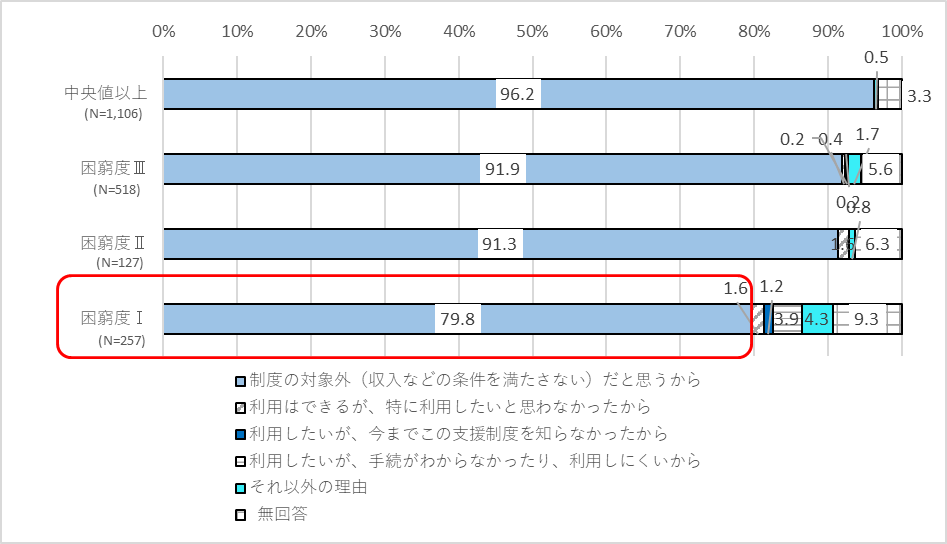 0% 10% 20% 30% 40% 50% 60% 70% 80% 90% 100%
0.5
中央値以上
(N=1,106)
96.2
3.3
0.2
0.4
1.7
困窮度Ⅲ
(N=518)
91.9
5.6
0.2
0.8
困窮度Ⅱ
(N=127)
91.3
1.6
6.3
1.6
1.2
困窮度Ⅰ
(N=257)
79.8
3.9
4.3
9.3
制度の対象外（収入などの条件を満たさない）だと思うから
利用はできるが、特に利用したいと思わなかったから
利用したいが、今までこの支援制度を知らなかったから
利用したいが、手続がわからなかったり、利用しにくいから
それ以外の理由
無回答